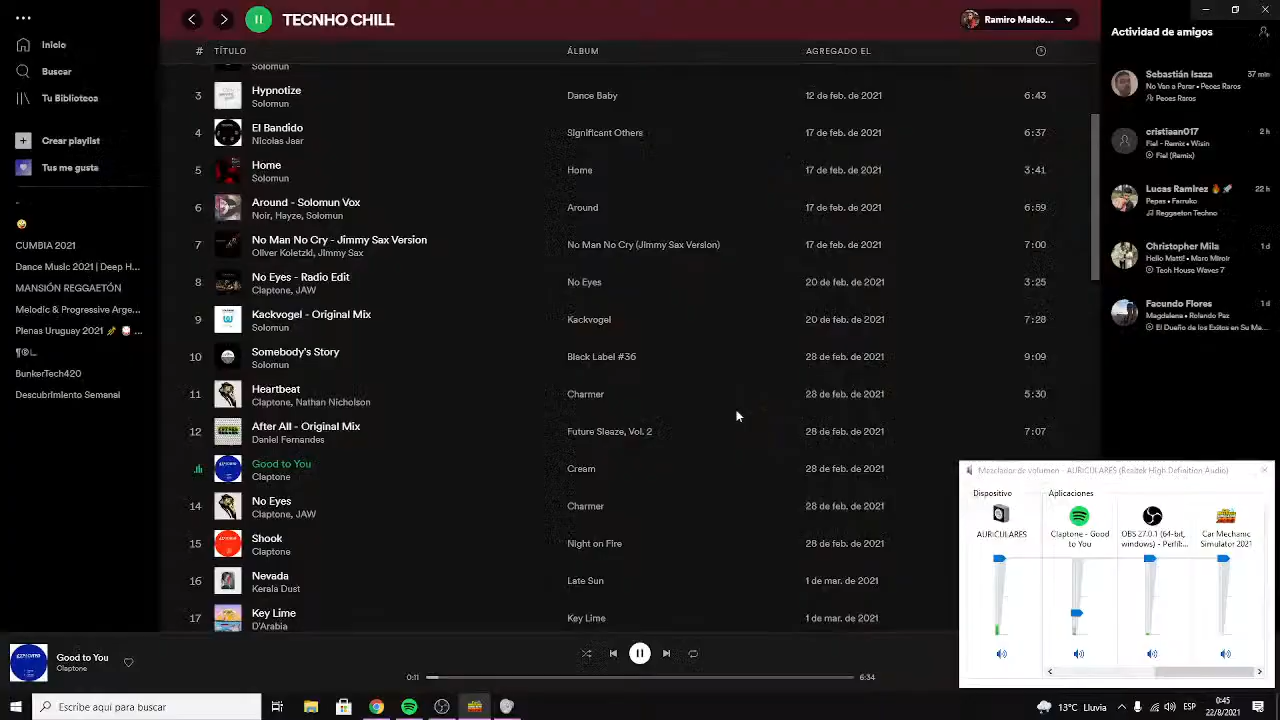 TECNHO CHILL
Ramiro Maldo...
Inicio
Buscar
Tu Biblioteca
Crear playlist
Tus me gusta
CUMBIA 2021
Dance Music 2021 | Deep H...
MANSIÓN REGGAETÓN
Melodic & Progressive Arge...
Plenas Uruguay 2021 ...
BunkerTech420
Descubrimiento Semanal
# TÍTULO ÁLBUM AGREGADO EL
Solomun
3 Hypnotize Dance Baby 12 de feb. de 2021 6:43
Solomun
4 El Bandido Significant Others 17 de feb. de 2021 6:37
Nicolas Jaar
5 Home Home 17 de feb. de 2021 3:41
Solomun
6 Around - Solomun Vox Around 17 de feb. de 2021 6:59
Noir, Hayze, Solomun
7 No Man No Cry - Jimmy Sax Version No Man No Cry (Jimmy Sax Version) 17 de feb. de 2021 7:00
Oliver Koletzki, Jimmy Sax
8 No Eyes - Radio Edit No Eyes 20 de feb. de 2021 3:25
Claptone, JAW
9 Kackvogel - Original Mix Kackvogel 20 de feb. de 2021 7:28
Solomun
10 Somebody's Story Black Label #36 28 de feb. de 2021 9:09
Solomun
11 Heartbeat Charmer 28 de feb. de 2021 5:30
Claptone, Nathan Nicholson
12 After All - Original Mix Future Sleaze, Vol. 2 28 de feb. de 2021 7:07
Daniel Fernandes
Good to You Cream 28 de feb. de 2021
Claptone
14 No Eyes Charmer 28 de feb. de 2021
Claptone, JAW
15 Shook Night on Fire 28 de feb. de 2021
Claptone
16 Nevada Late Sun 1 de mar. de 2021
Kerala Dust
17 Key Lime Key Lime 1 de mar. de 2021
D'Arabia
Actividad de amigos
Sebastián Isaza 37 min
No Van a Parar • Peces Raros
Peces Raros
cristiaan017 2 h
Fiel - Remix • Wisin
Fiel (Remix)
Lucas Ramirez 🔥🚀 22 h
Pepas • Farruko
Reggaeton Techno
Christopher Mila 1 d
Hello Matti! • Marc Miroir
Tech House Waves 7
Facundo Flores 1 d
Magdalena • Rolando Paz
El Dueño de los Exitos en Su Ma...
Mezclador de volumen - AURICULARES (Realtek High Definition Audio)
Dispositivo Aplicaciones
AURICULARES
Claptone - Good to You
OBS 27.0.1 (64-bit, windows) - Perfil:...
Car Mechanic Simulator 2021
Good to You
Claptone
0:11 6:34
Escribe aquí para buscar
13°C Lluvia
ESP
0:45
22/8/2021